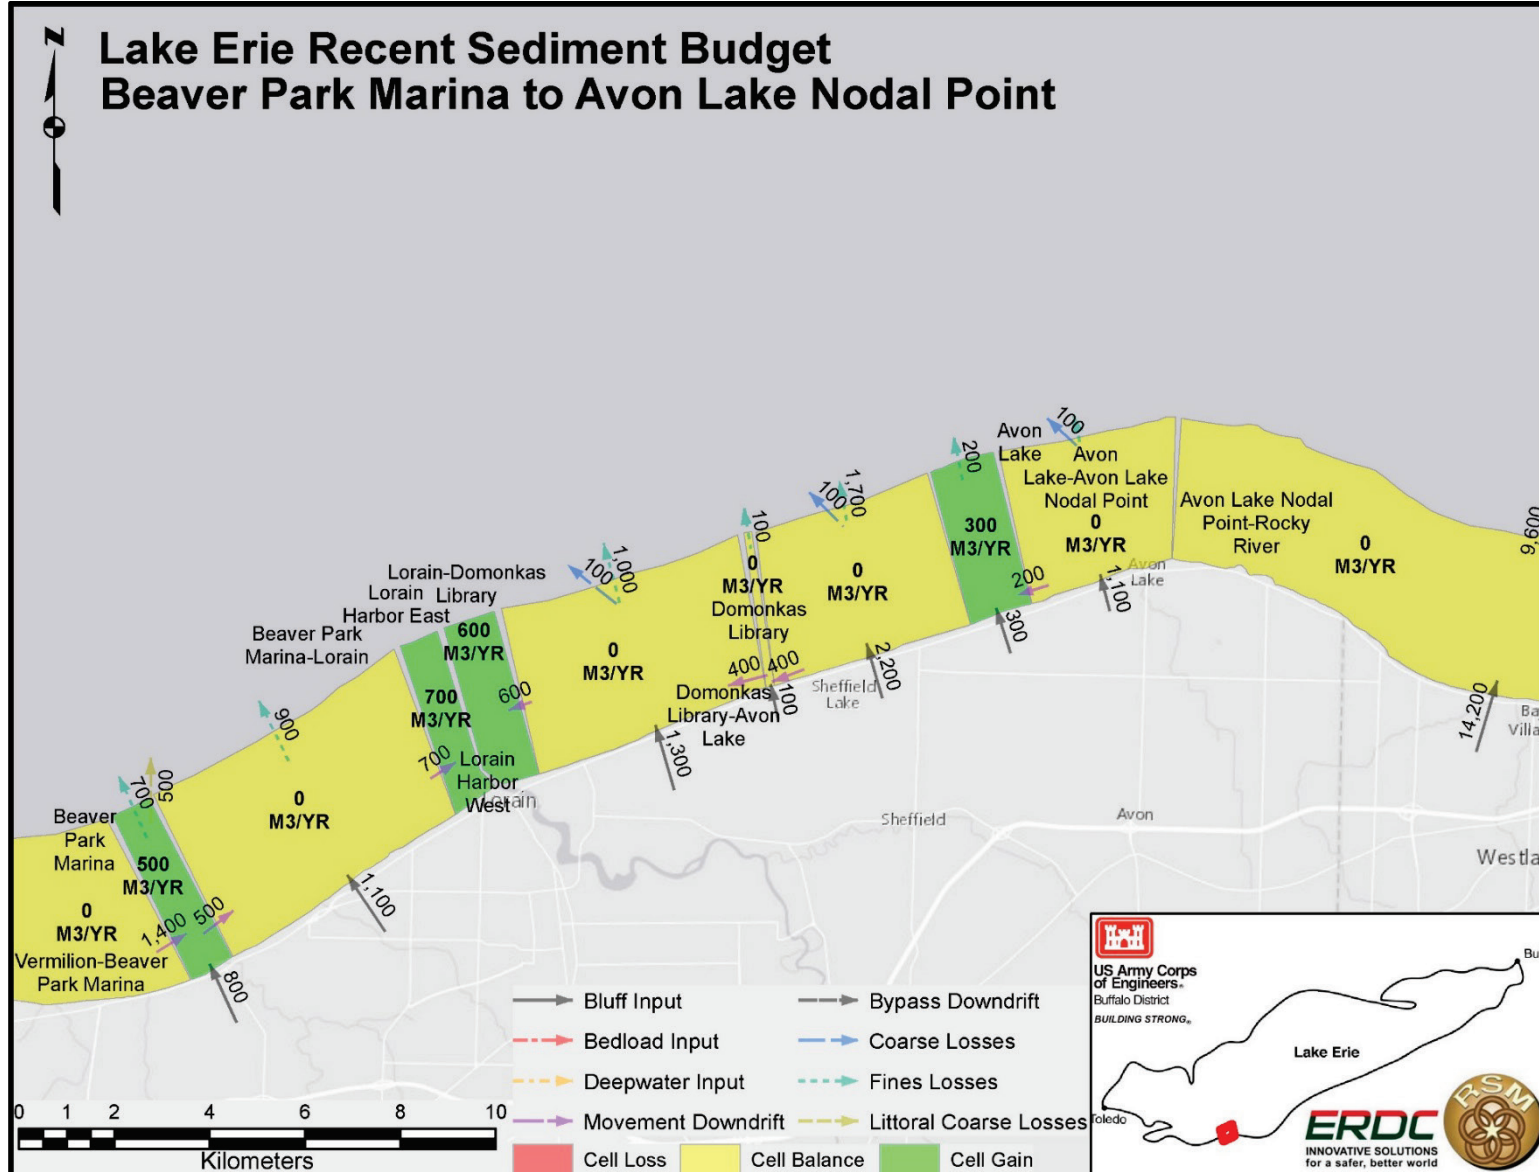 N
Lake Erie Recent Sediment Budget
Beaver Park Marina to Avon Lake Nodal Point
Avon
Lake
200
100
Avon
Lake-Avon Lake
Nodal Point
0
M3/YR
Avon Lake Nodal
Point-Rocky
River
0
M3/YR
9,600
300
M3/YR
200
300
1,100
Avon
Lake
1,700
100
0
M3/YR
100
0
M3/YR
Domonkas
Library
400
400
100
2,200
Sheffield
Lake
Domonkas
Library-Avon
Lake
Lorain-Domonkas
Library
Lorain
Harbor East
Beaver Park
Marina-Lorain
1,000
100
0
M3/YR
1,300
600
M3/YR
600
700
M3/YR
700
Lorain
Harbor
West
Lorain
900
0
M3/YR
1,100
700
500
Beaver
Park
Marina
500
M3/YR
1,400
500
800
0
M3/YR
Vermilion-Beaver
Park Marina
14,200
Ba
Villa
Sheffield
Avon
Westla
Bluff Input
Bedload Input
Deepwater Input
Movement Downdrift
Bypass Downdrift
Coarse Losses
Fines Losses
Littoral Coarse Losses
Cell Loss
Cell Balance
Cell Gain
0 1 2 4 6 8 10
Kilometers
US Army Corps
of Engineers®
Buffalo District
BUILDING STRONG®
Lake Erie
Bu
Toledo
ERDC
INNOVATIVE SOLUTIONS
for a safer, better world
RSM